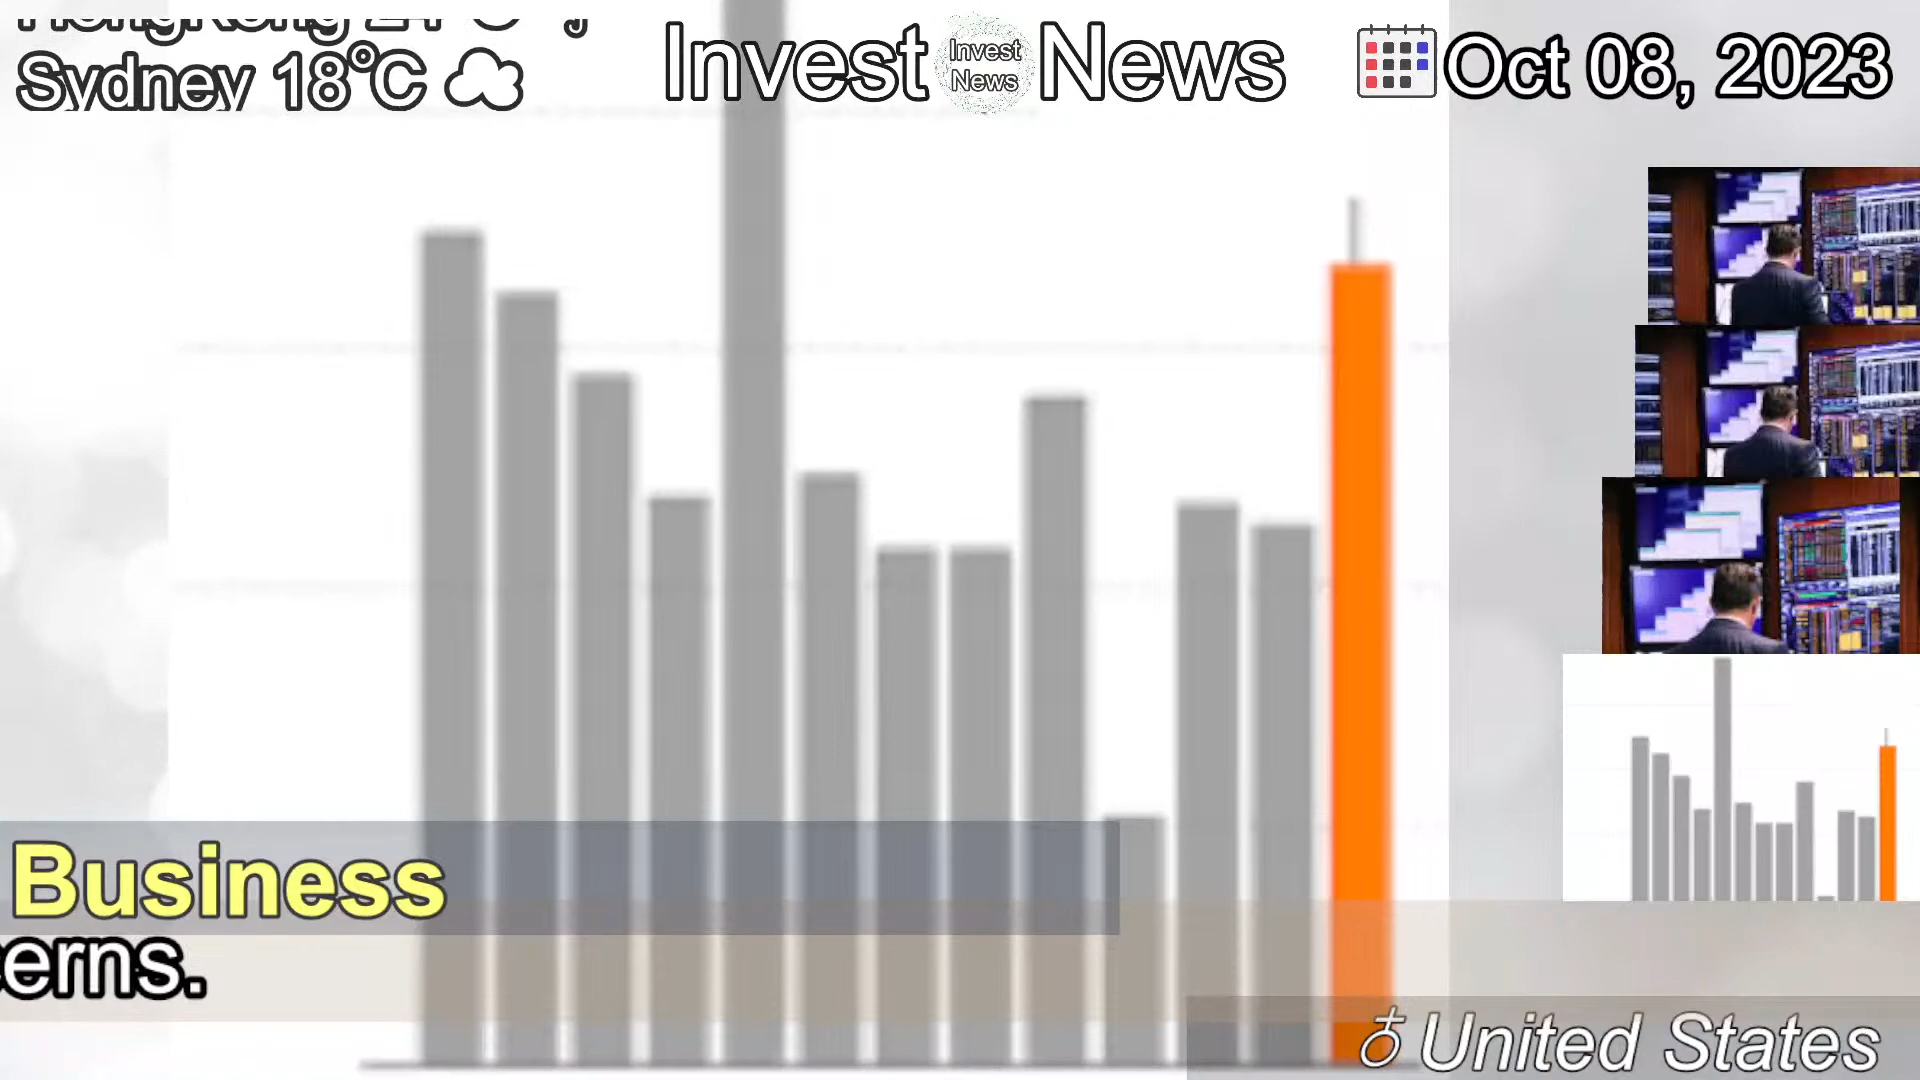 Sydney 18°C
Invest News
Invest
News
Oct 08, 2023
Business
erns.
United States